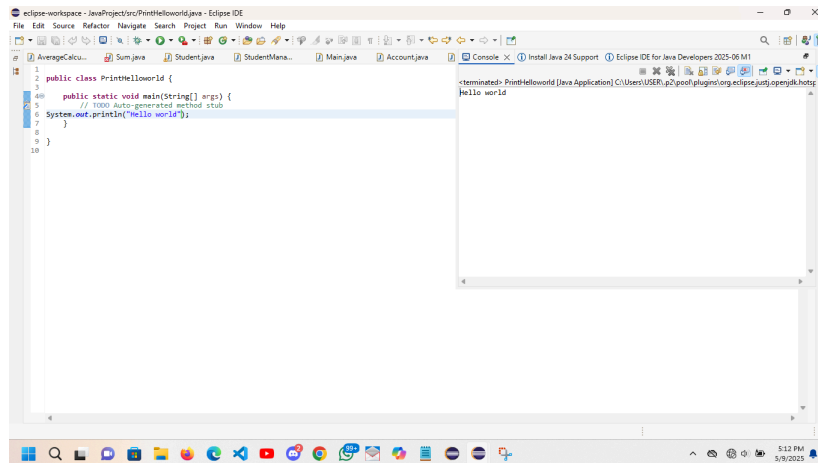 eclipse-workspace - JavaProject/src/PrintHelloworld.java - Eclipse IDE
File Edit Source Refactor Navigate Search Project Run Window Help
AverageCalcu... Sum.java Student.java StudentMana... Main.java Account.java Console Install Java 24 Support Eclipse IDE for Java Developers 2025-06 M1
<terminated> PrintHelloworld [Java Application] C:\Users\USER\.p2\pool\plugins\org.eclipse.justj.openjdk.hotsp
Hello world
1
2 public class PrintHelloworld {
3
4 public static void main(String[] args) {
5 // TODO Auto-generated method stub
6 System.out.println("Hello world");
7 }
8
9 }
10
2
99+
5:12 PM
5/9/2025